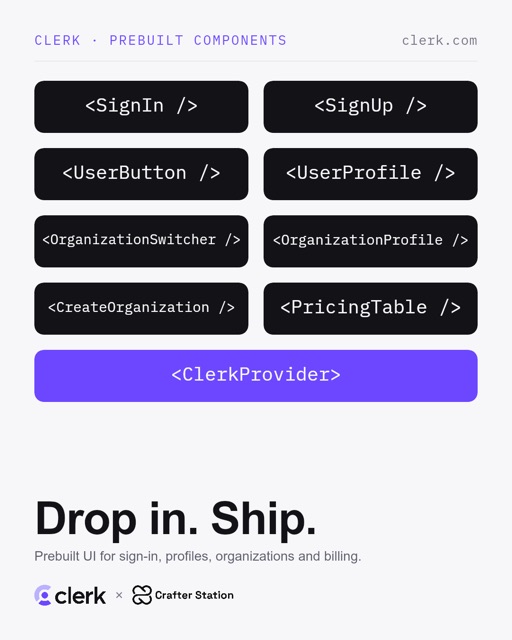 CLERK · PREBUILT COMPONENTS clerk.com
<SignIn /> <SignUp />
<UserButton /> <UserProfile />
<OrganizationSwitcher /> <OrganizationProfile />
<CreateOrganization /> <PricingTable />
<ClerkProvider>
Drop in. Ship.
Prebuilt UI for sign-in, profiles, organizations and billing.
clerk × Crafter Station